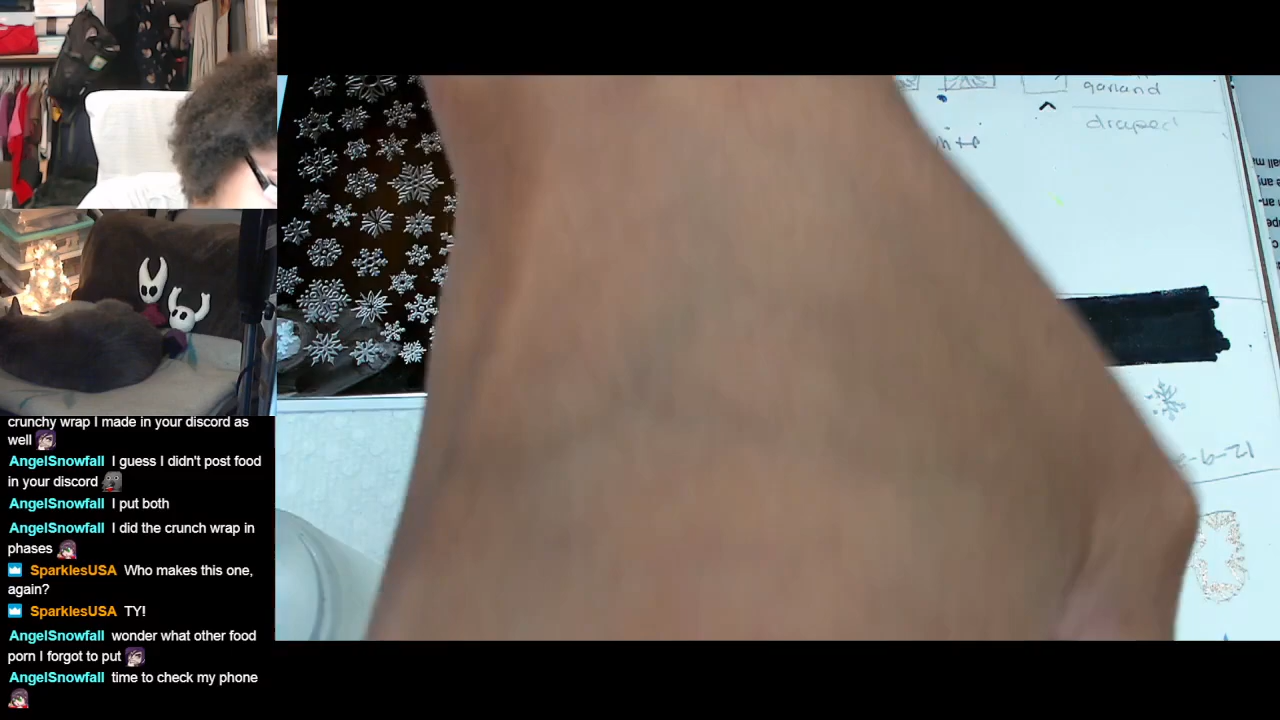 garland
draped
crunchy wrap I made in your discord as
well
AngelSnowfall I guess I didn't post food
in your discord
AngelSnowfall I put both
AngelSnowfall I did the crunch wrap in
phases
SparklesUSA Who makes this one,
again?
SparklesUSA TY!
AngelSnowfall wonder what other food
porn I forgot to put
AngelSnowfall time to check my phone